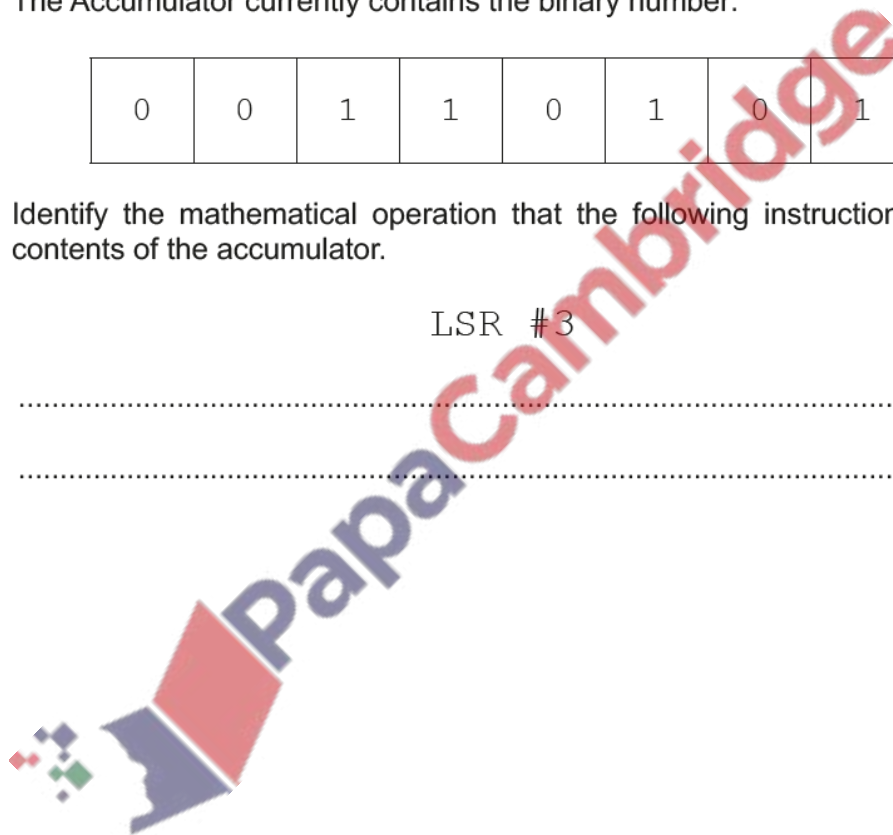 The Accumulator currently contains the binary number:
0 0 1 1 0 1 0 1
Identify the mathematical operation that the following instruction
contents of the accumulator.
LSR #3
PapaCambridge